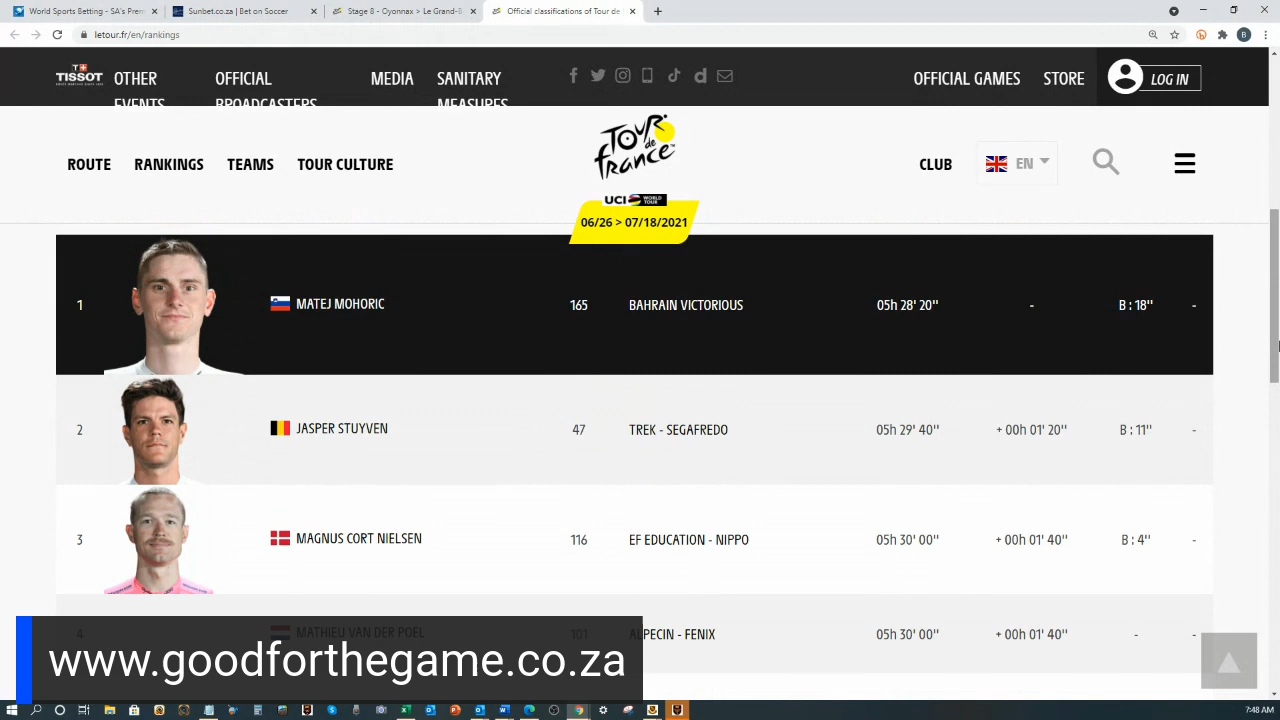 World Sports Betting - SA's Prem
Sunbet.co.za Bet on Soccer
Stage 8 - Oyonnax > Le Grand-B
Official classifications of Tour de
letour.fr/en/rankings
TISSOT
OTHER EVENTS
OFFICIAL BROADCASTERS
MEDIA
SANITARY MEASURES
OFFICIAL GAMES
STORE
LOG IN
ROUTE
RANKINGS
TEAMS
TOUR CULTURE
TOUR de france
CLUB
EN
UCI WORLD TOUR
06/26 > 07/18/2021
1 MATEJ MOHORIC 165 BAHRAIN VICTORIOUS 05h 28' 20'' - B : 18'' -
2 JASPER STUYVEN 47 TREK - SEGAFREDO 05h 29' 40'' + 00h 01' 20'' B : 11'' -
3 MAGNUS CORT NIELSEN 116 EF EDUCATION - NIPPO 05h 30' 00'' + 00h 01' 40'' B : 4'' -
4 MATHIEU VAN DER POEL 101 ALPECIN - FENIX 05h 30' 00'' + 00h 01' 40'' - -
www.goodforthegame.co.za
7:48 AM